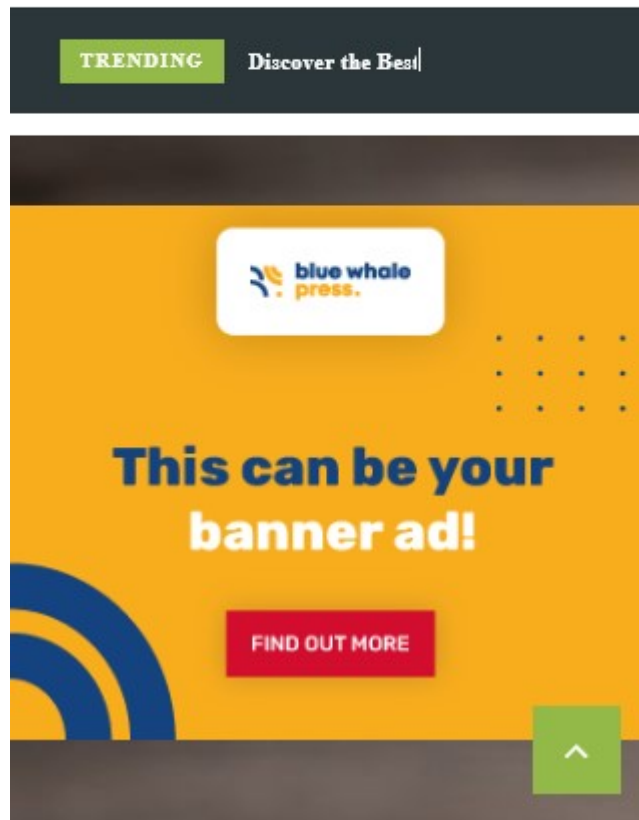 TRENDING Discover the Best
blue whale
press.
This can be your
banner ad!
FIND OUT MORE